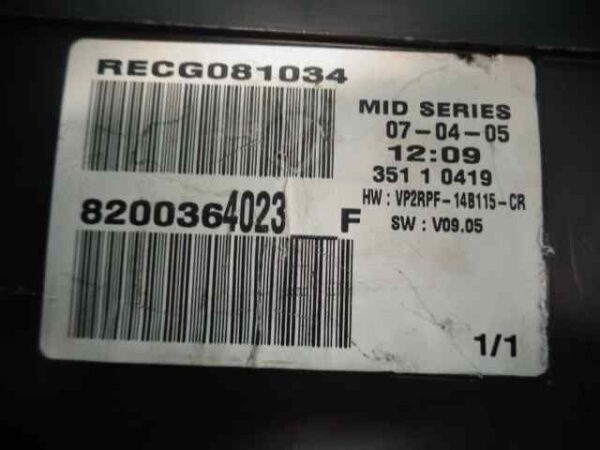 RECG081034
MID SERIES
07-04-05
12:09
351 1 0419
HW : VP2RPF-14B115-CR
SW : V09.05
8200364023__F
1/1